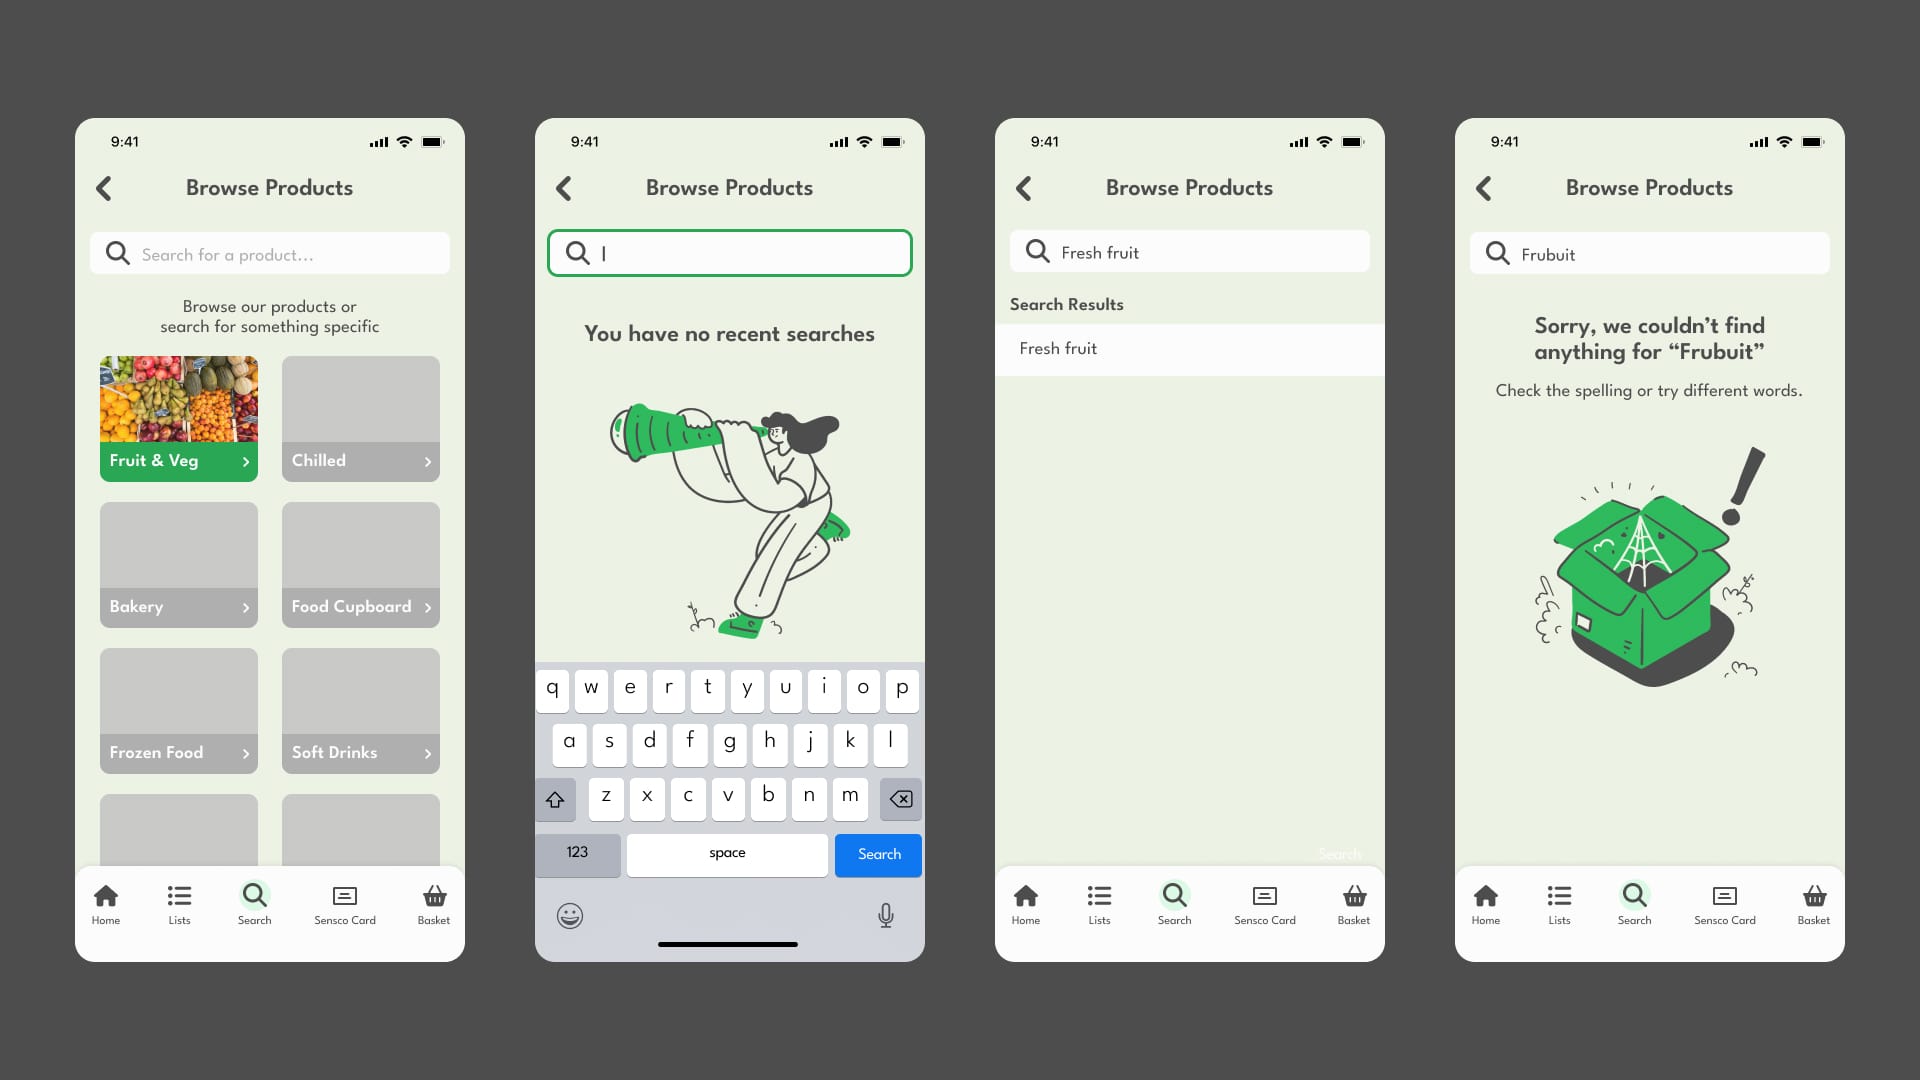 9:41
Browse Products
Search for a product...
Browse our products or
search for something specific
Fruit & Veg
Chilled
Bakery
Food Cupboard
Frozen Food
Soft Drinks
Home
Lists
Search
Sensco Card
Basket
9:41
Browse Products
You have no recent searches
q w e r t y u i o p
a s d f g h j k l
z x c v b n m
123
space
Search
9:41
Browse Products
Fresh fruit
Search Results
Fresh fruit
Search
Home
Lists
Search
Sensco Card
Basket
9:41
Browse Products
Frubuit
Sorry, we couldn’t find
anything for “Frubuit”
Check the spelling or try different words.
Home
Lists
Search
Sensco Card
Basket